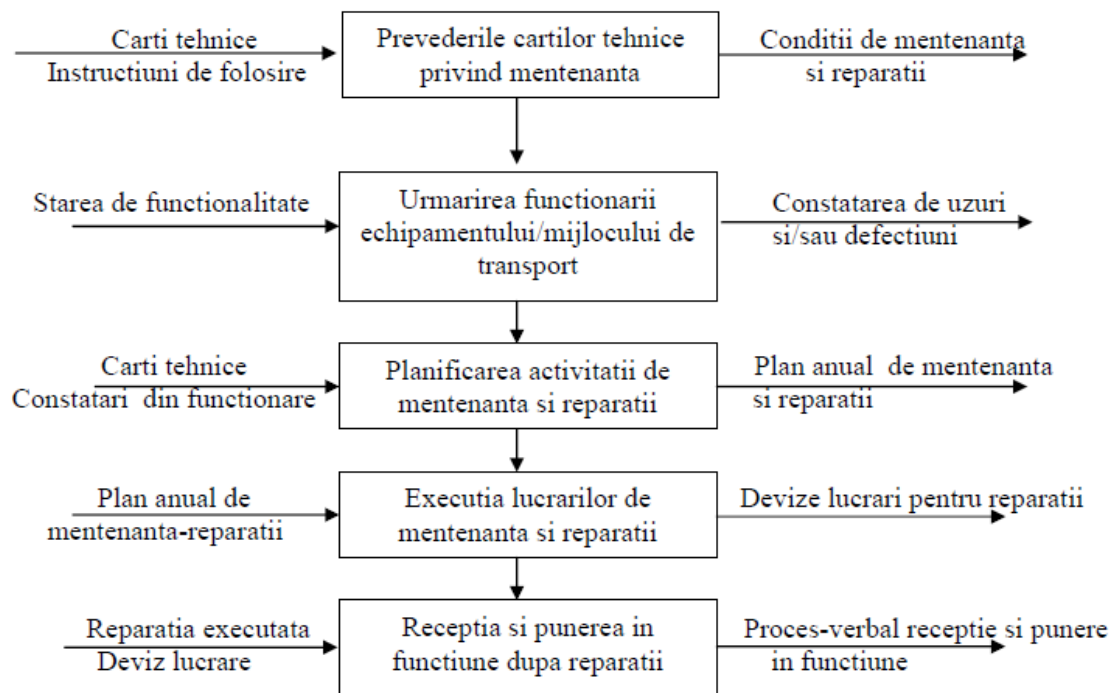 Carti tehnice
Instructiuni de folosire
Prevederile cartilor tehnice
privind mentenanta
Conditii de mentenanta
si reparatii
Starea de functionalitate
Urmarirea functionarii
echipamentului/mijlocului de
transport
Constatarea de uzuri
si/sau defectiuni
Carti tehnice
Constatari din functionare
Planificarea activitatii de
mentenanta si reparatii
Plan anual de mentenanta
si reparatii
Plan anual de
mentenanta-reparatii
Executia lucrarilor de
mentenanta si reparatii
Devize lucrari pentru reparatii
Reparatia executata
Deviz lucrare
Receptia si punerea in
functiune dupa reparatii
Proces-verbal receptie si punere
in functiune